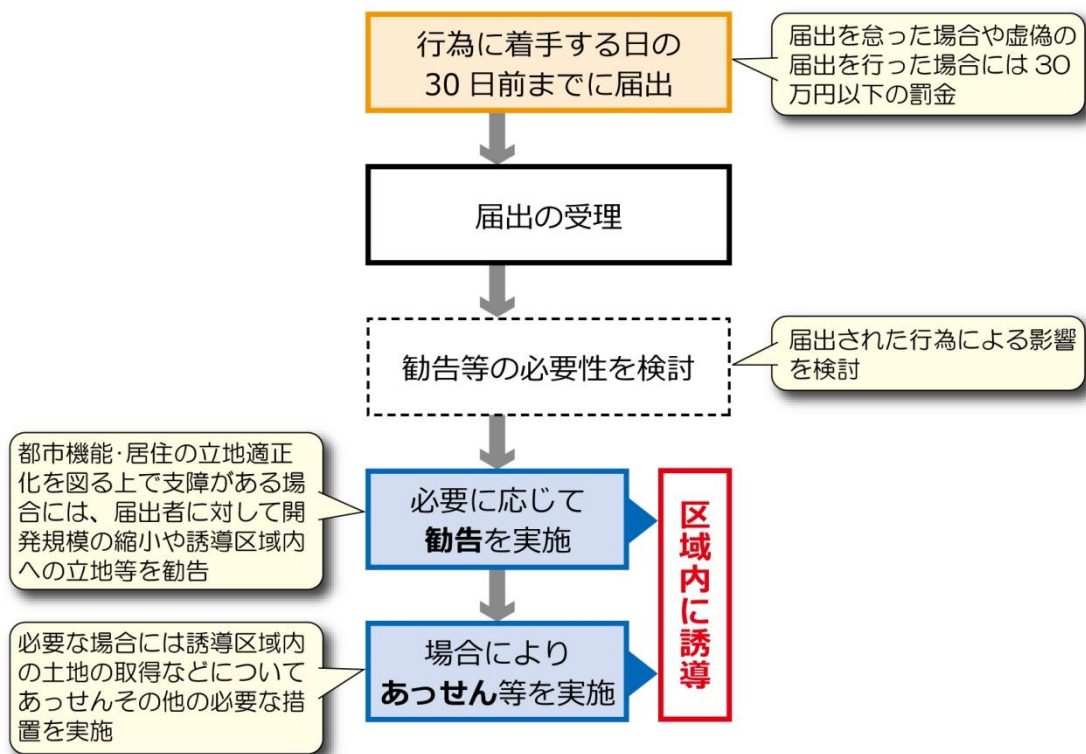 行為に着手する日の
30 日前までに届出
届出を怠った場合や虚偽の
届出を行った場合には 30
万円以下の罰金
届出の受理
勧告等の必要性を検討
届出された行為による影響
を検討
都市機能・居住の立地適正
化を図る上で支障がある場
合には、届出者に対して開
発規模の縮小や誘導区域内
への立地等を勧告
必要に応じて
勧告を実施
区域内に誘導
必要な場合には誘導区域内
の土地の取得などについて
あっせんその他の必要な措
置を実施
場合により
あっせん等を実施